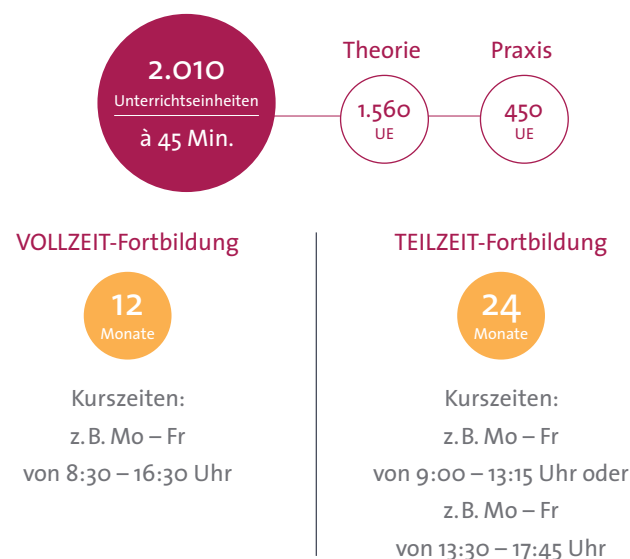 2.010
Unterrichtseinheiten
à 45 Min.
Theorie
1.560
UE
Praxis
450
UE
VOLLZEIT-Fortbildung
12
Monate
Kurszeiten:
z. B. Mo – Fr
von 8:30 – 16:30 Uhr
TEILZEIT-Fortbildung
24
Monate
Kurszeiten:
z. B. Mo – Fr
von 9:00 – 13:15 Uhr oder
z. B. Mo – Fr
von 13:30 – 17:45 Uhr